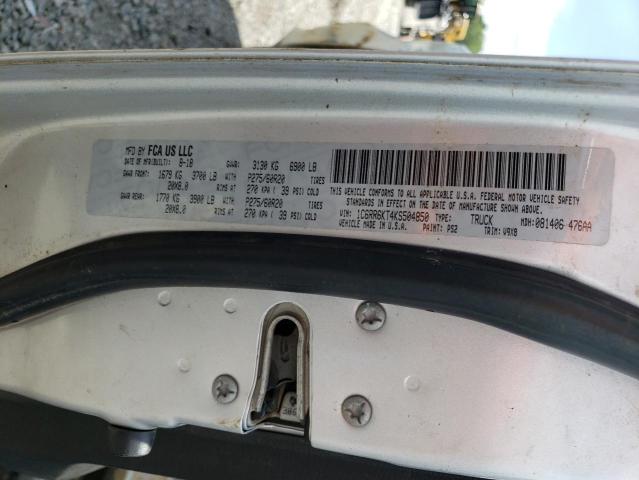 MFD BY FCA US LLC
DATE OF MFR(BUILT): 8-18 GVWR: 3130 KG 6900 LB
GAWR FRONT: 1679 KG 3700 LB WITH P275/60R20 TIRES
20X8.0 RIMS AT 270 KPA ( 39 PSI) COLD
GAWR REAR: 1770 KG 3900 LB WITH P275/60R20 TIRES
20X8.0 RIMS AT 270 KPA ( 39 PSI) COLD
THIS VEHICLE CONFORMS TO ALL APPLICABLE U.S.A. FEDERAL MOTOR VEHICLE SAFETY
STANDARDS IN EFFECT ON THE DATE OF MANUFACTURE SHOWN ABOVE.
VIN: 1C6RR6KT4KS504850 TYPE: TRUCK MDH: 081406 476AA
VEHICLE MADE IN U.S.A. PAINT: PS2 TRIM: V9X8